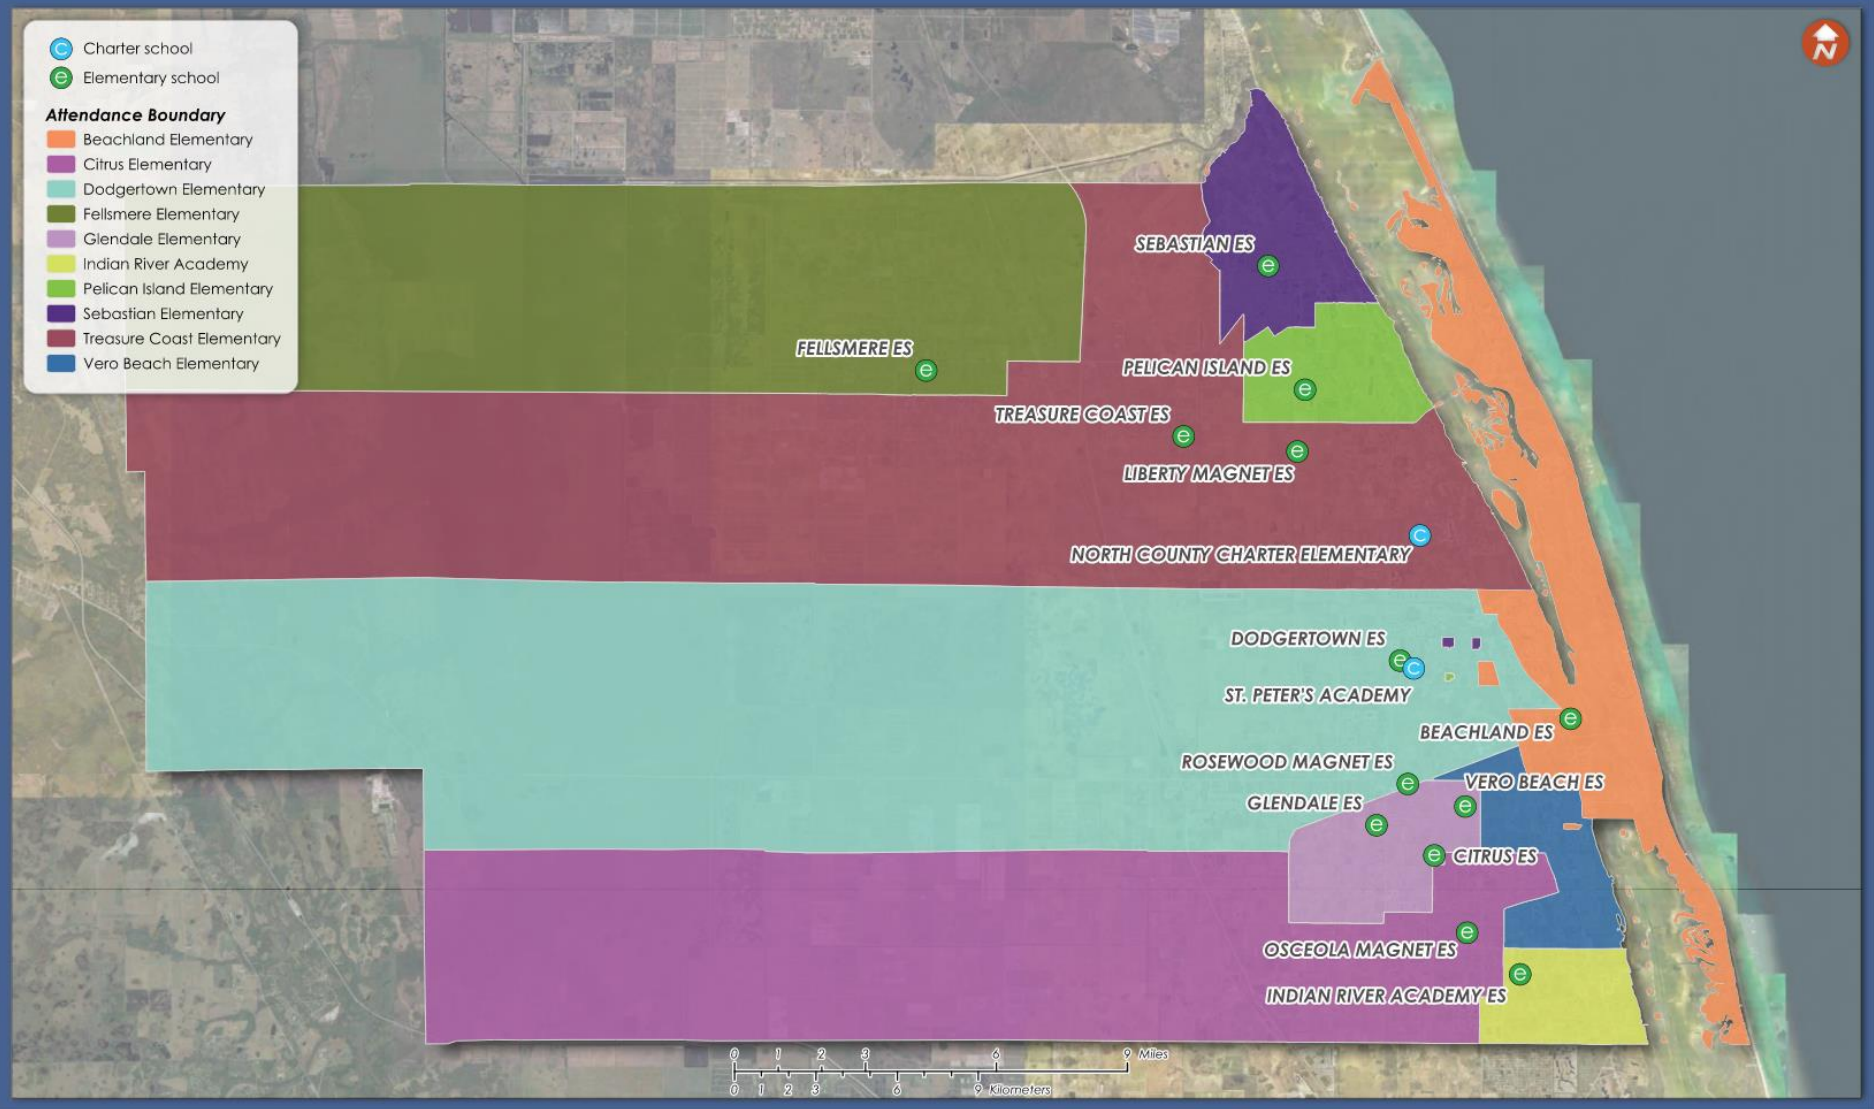 C Charter school
e Elementary school
Attendance Boundary
Beachland Elementary
Citrus Elementary
Dodgertown Elementary
Fellsmere Elementary
Glendale Elementary
Indian River Academy
Pelican Island Elementary
Sebastian Elementary
Treasure Coast Elementary
Vero Beach Elementary
N
SEBASTIAN ES
e
FELLSMERE ES
e
PELICAN ISLAND ES
e
TREASURE COAST ES
e
e
LIBERTY MAGNET ES
C
NORTH COUNTY CHARTER ELEMENTARY
DODGERTOWN ES
e C
ST. PETER'S ACADEMY
e
BEACHLAND ES
ROSEWOOD MAGNET ES
e
VERO BEACH ES
e
GLENDALE ES
e
e CITRUS ES
e
OSCEOLA MAGNET ES
e
INDIAN RIVER ACADEMY ES
0 1 2 3 6 9 Miles
0 1 2 3 6 9 Kilometers